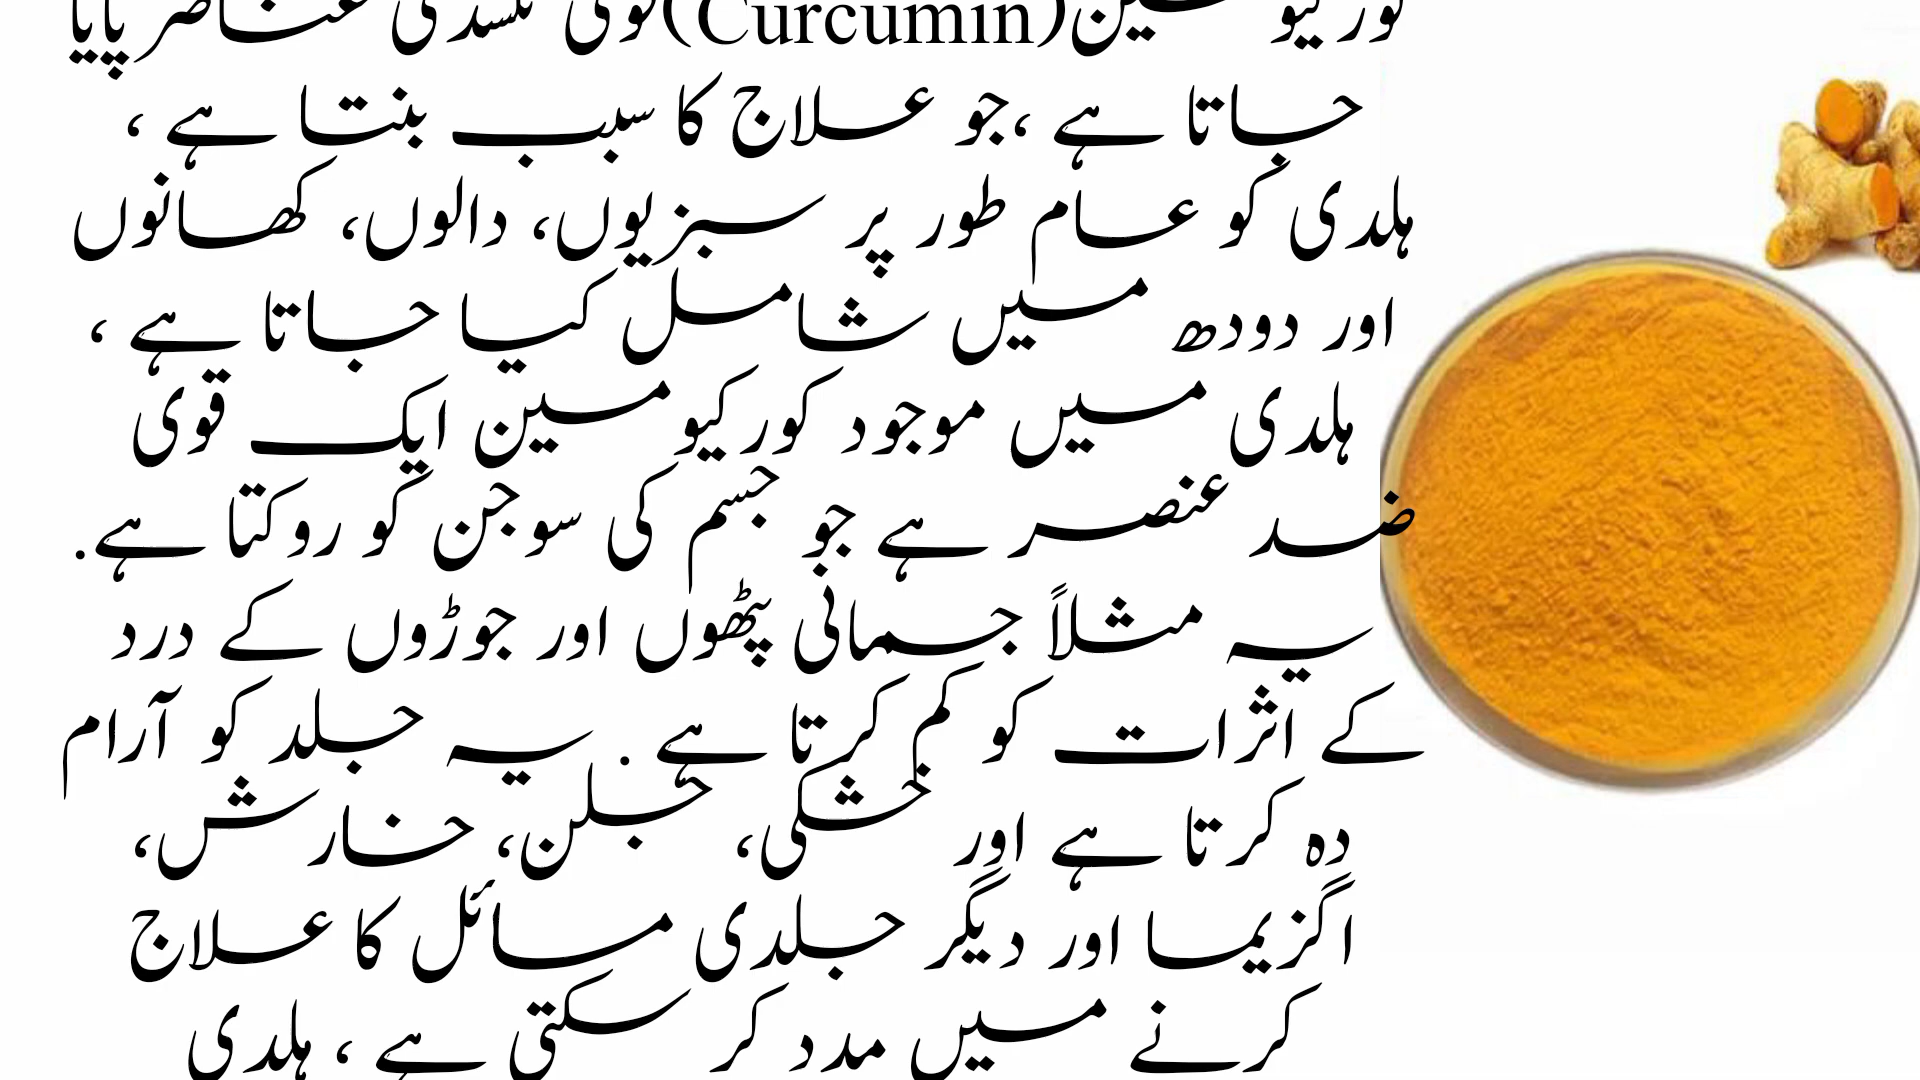 کورکیومین(Curcumin)قوی تکسدی عناصر پایا
جاتا ہے ،جو علاج کا سبب بنتا ہے ،
ہلدی کو عام طور پر سبزیوں، دالوں، کھانوں
اور دودھ میں شامل کیا جاتا ہے ،
ہلدی میں موجود کورکیومین ایک قوی
ضد عنصر ہے جو جسم کی سوجن کو روکتا ہے.
یہ مثلاً جسمانی پٹھوں اور جوڑوں کے درد
کے اثرات کو کم کرتا ہے . یہ جلد کو آرام
دہ کرتا ہے اور خشکی، جلن، خارش،
اگزیما اور دیگر جلدی مسائل کا علاج
کرنے میں مدد کر سکتی ہے ، ہلدی